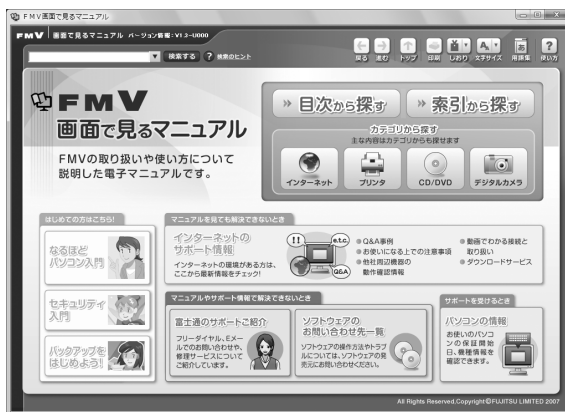 FMV画面で見るマニュアル
FMV 画面で見るマニュアル バージョン情報:V1.3-U000
検索する ? 検索のヒント
戻る 進む トップ 印刷 しおり 文字サイズ 用語集 使い方
FMV
画面で見るマニュアル
FMVの取り扱いや使い方について
説明した電子マニュアルです。
目次から探す
索引から探す
カテゴリから探す
主な内容はカテゴリからも探せます
インターネット プリンタ CD/DVD デジタルカメラ
はじめての方はこちら!
なるほど
パソコン入門
セキュリティ
入門
バックアップを
はじめよう!
マニュアルを見ても解決できないとき
インターネットの
サポート情報
インターネットの環境がある方は、
ここから最新情報をチェック!
!! e.t.c. Q&A
Q&A事例
お使いになる上での注意事項
他社周辺機器の
動作確認情報
動画でわかる接続と
取り扱い
ダウンロードサービス
マニュアルやサポート情報で解決できないとき
富士通のサポートご紹介
フリーダイヤル、Eメー
ルでのお問い合わせや、
修理サービスについて
ご紹介しています。
ソフトウェアの
お問い合わせ先一覧
ソフトウェアの操作方法やトラブ
ルについては、ソフトウェアの発
売元にお問い合わせください。
サポートを受けるとき
パソコンの情報
お使いのパソコ
ンの保証開始
日、機種情報を
確認できます。
All Rights Reserved.Copyright©FUJITSU LIMITED 2007